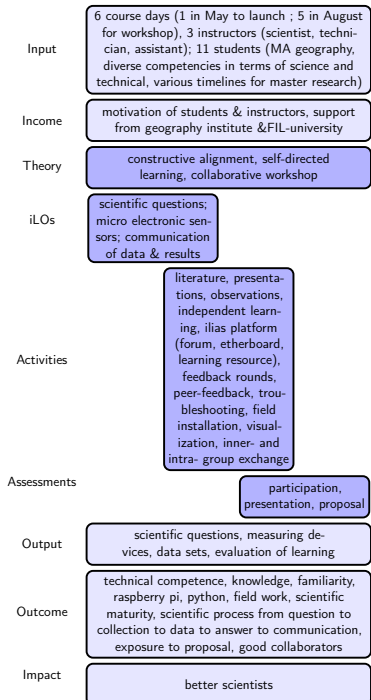 Input
6 course days (1 in May to launch ; 5 in August
for workshop), 3 instructors (scientist, techni-
cian, assistant); 11 students (MA geography,
diverse competencies in terms of science and
technical, various timelines for master research)
Income
motivation of students & instructors, support
from geography institute &FIL-university
Theory
constructive alignment, self-directed
learning, collaborative workshop
iLOs
scientific questions;
micro electronic sen-
sors; communication
of data & results
Activities
literature, presenta-
tions, observations,
independent learn-
ing, ilias platform
(forum, etherboard,
learning resource),
feedback rounds,
peer-feedback, trou-
bleshooting, field
installation, visual-
ization, inner- and
intra- group exchange
Assessments
participation,
presentation, proposal
Output
scientific questions, measuring de-
vices, data sets, evaluation of learning
Outcome
technical competence, knowledge, familiarity,
raspberry pi, python, field work, scientific
maturity, scientific process from question to
collection to data to answer to communication,
exposure to proposal, good collaborators
Impact
better scientists